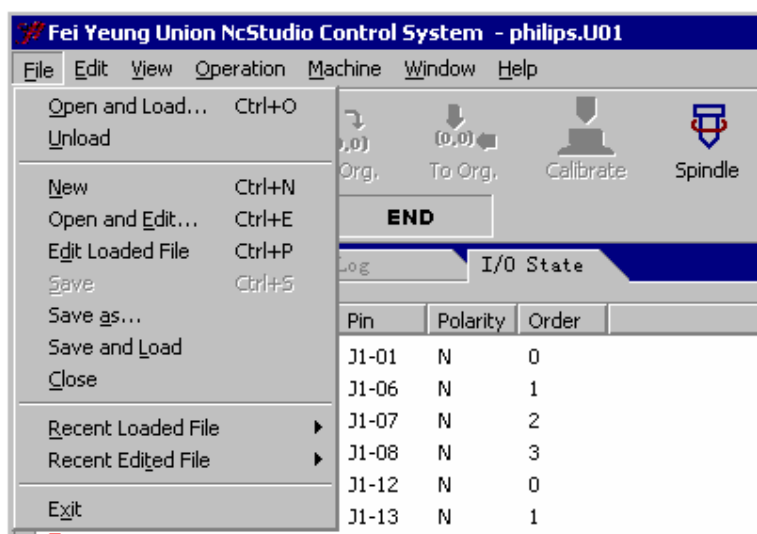 Fei Yeung Union NcStudio Control System - philips.U01
File Edit View Operation Machine Window Help
Open and Load... Ctrl+O
Unload
New Ctrl+N
Open and Edit... Ctrl+E
Edit Loaded File Ctrl+P
Save Ctrl+S
Save as...
Save and Load
Close
Recent Loaded File
Recent Edited File
Exit
,0)
Org.
(0,0)
To Org.
Calibrate
Spindle
END
Log I/O State
Pin Polarity Order
J1-01 N 0
J1-06 N 1
J1-07 N 2
J1-08 N 3
J1-12 N 0
J1-13 N 1